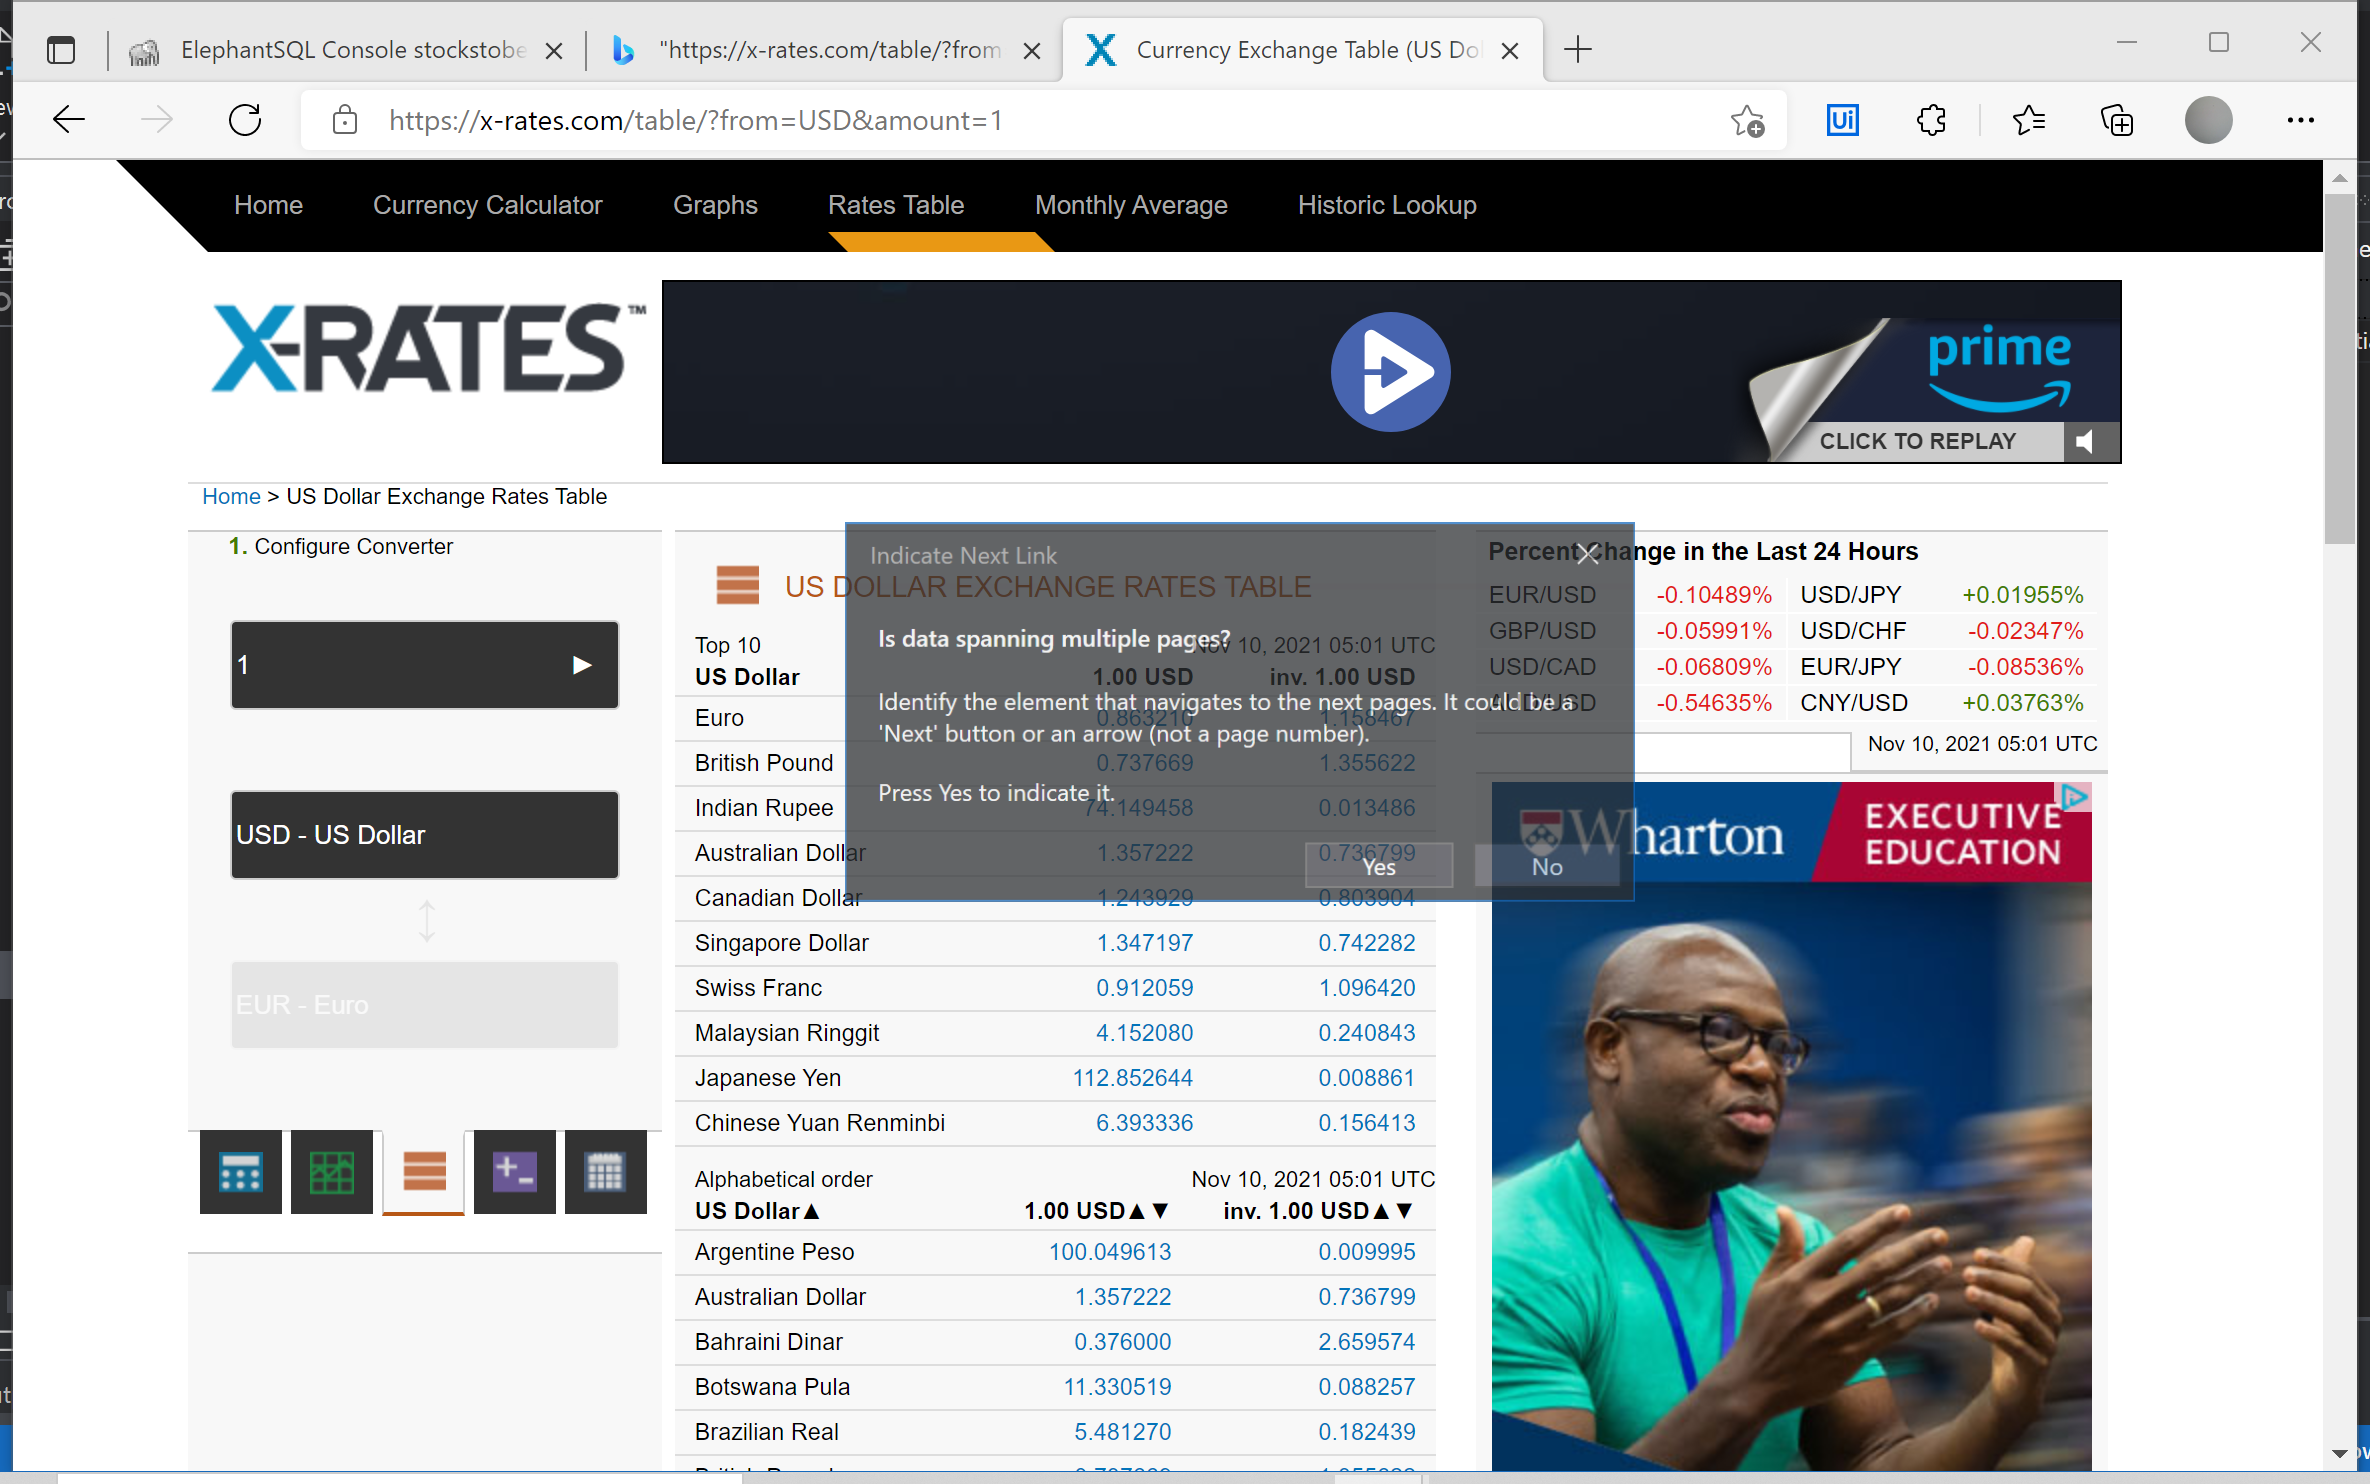 ElephantSQL Console stockstobe
"https://x-rates.com/table/?from
Currency Exchange Table (US Dol
https://x-rates.com/table/?from=USD&amount=1
Ui
Home
Currency Calculator
Graphs
Rates Table
Monthly Average
Historic Lookup
X-RATES™
prime
CLICK TO REPLAY
Home > US Dollar Exchange Rates Table
1. Configure Converter
1
USD - US Dollar
EUR - Euro
US DOLLAR EXCHANGE RATES TABLE
Top 10 Nov 10, 2021 05:01 UTC
US Dollar 1.00 USD inv. 1.00 USD
Euro 0.863210 1.158467
British Pound 0.737669 1.355622
Indian Rupee 74.149458 0.013486
Australian Dollar 1.357222 0.736799
Canadian Dollar 1.243929 0.803904
Singapore Dollar 1.347197 0.742282
Swiss Franc 0.912059 1.096420
Malaysian Ringgit 4.152080 0.240843
Japanese Yen 112.852644 0.008861
Chinese Yuan Renminbi 6.393336 0.156413
Alphabetical order Nov 10, 2021 05:01 UTC
US Dollar▲ 1.00 USD▲▼ inv. 1.00 USD▲▼
Argentine Peso 100.049613 0.009995
Australian Dollar 1.357222 0.736799
Bahraini Dinar 0.376000 2.659574
Botswana Pula 11.330519 0.088257
Brazilian Real 5.481270 0.182439
Indicate Next Link
Is data spanning multiple pages?
Identify the element that navigates to the next pages. It could be a
'Next' button or an arrow (not a page number).
Press Yes to indicate it.
Yes
No
Percent Change in the Last 24 Hours
EUR/USD -0.10489% USD/JPY +0.01955%
GBP/USD -0.05991% USD/CHF -0.02347%
USD/CAD -0.06809% EUR/JPY -0.08536%
AUD/USD -0.54635% CNY/USD +0.03763%
Nov 10, 2021 05:01 UTC
Wharton
EXECUTIVE
EDUCATION